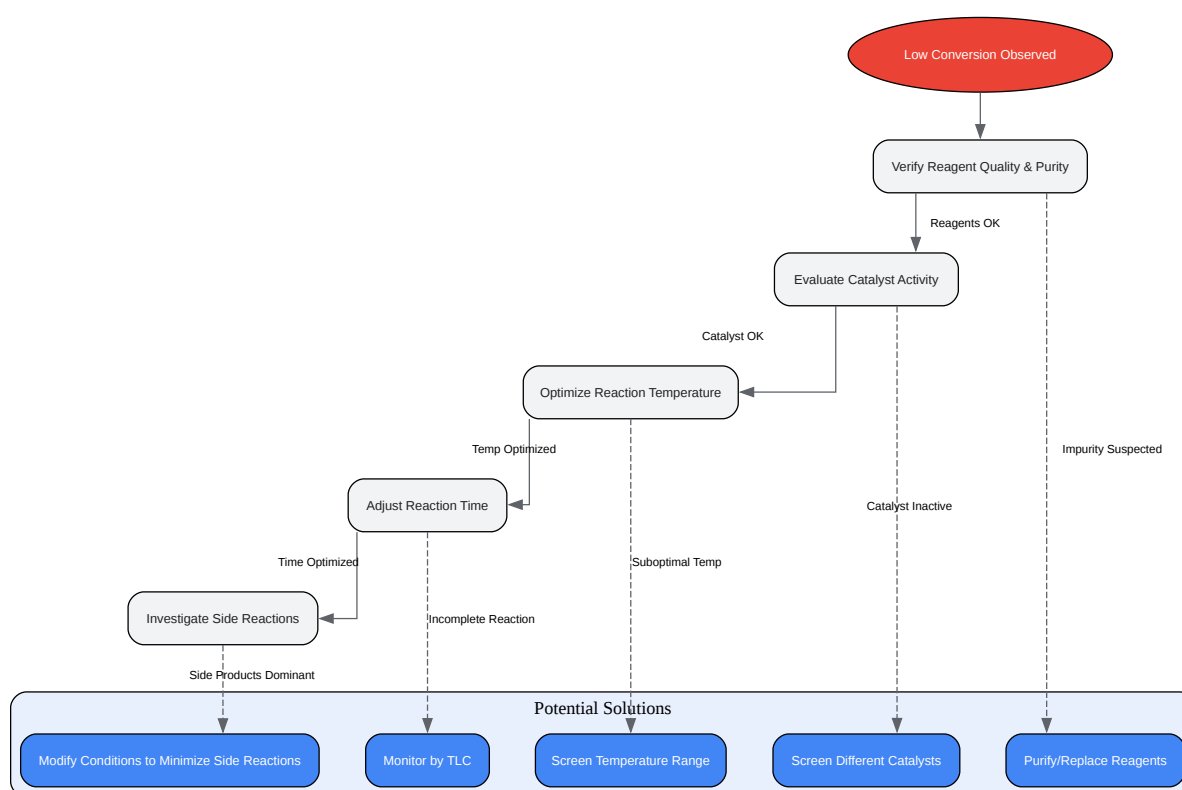 Low Conversion Observed
Verify Reagent Quality & Purity
Reagents OK
Evaluate Catalyst Activity
Catalyst OK
Optimize Reaction Temperature
Temp Optimized
Impurity Suspected
Adjust Reaction Time
Catalyst Inactive
Time Optimized
Suboptimal Temp
Investigate Side Reactions
Incomplete Reaction
Side Products Dominant
Potential Solutions
Modify Conditions to Minimize Side Reactions
Monitor by TLC
Screen Temperature Range
Screen Different Catalysts
Purify/Replace Reagents